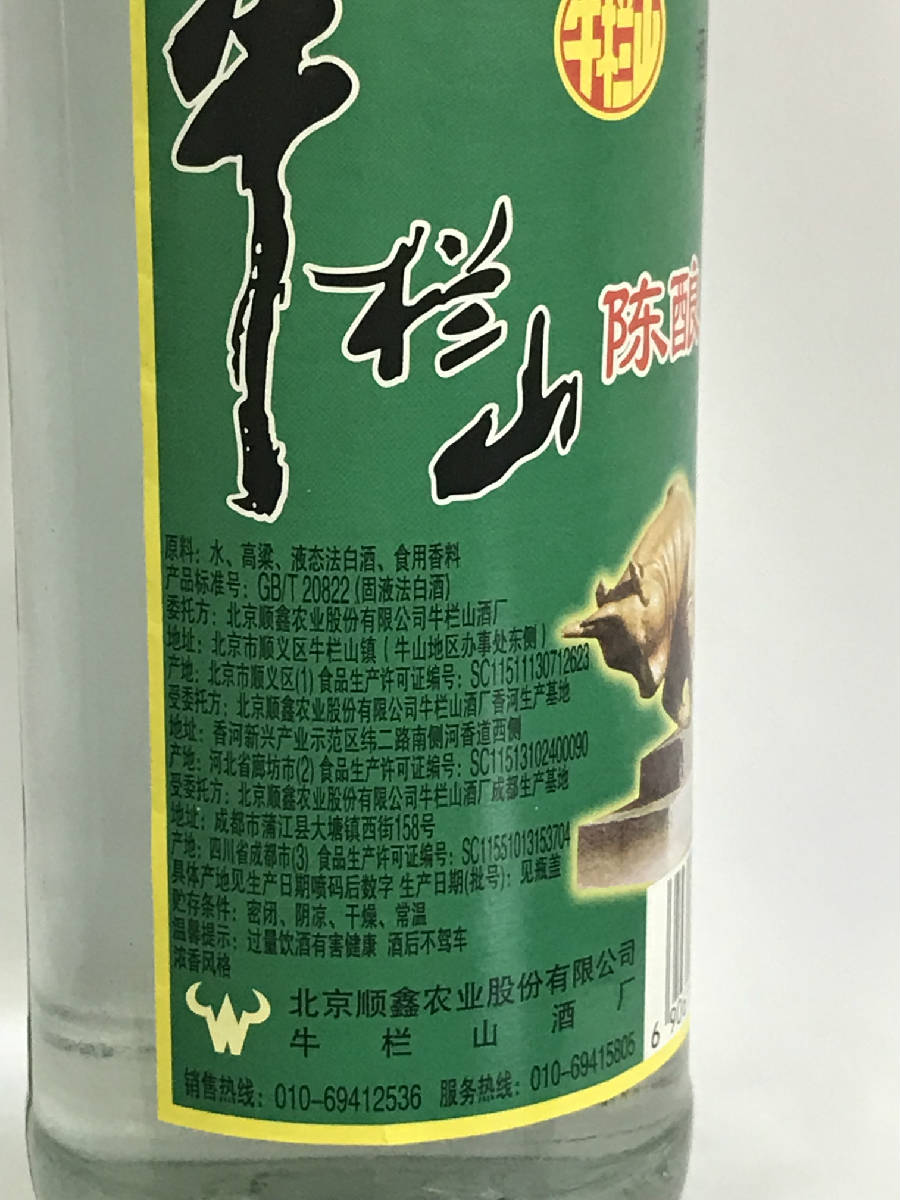 牛栏山
牛栏山
陈酿
原料：水、高粱、液态法白酒、食用香料
产品标准号：GB/T 20822（固液法白酒）
委托方：北京顺鑫农业股份有限公司牛栏山酒厂
地址：北京市顺义区牛栏山镇（牛山地区办事处东侧）
产地：北京市顺义区(1) 食品生产许可证编号：SC11511130712623
受委托方：北京顺鑫农业股份有限公司牛栏山酒厂香河生产基地
地址：香河新兴产业示范区纬二路南侧河香道西侧
产地：河北省廊坊市(2) 食品生产许可证编号：SC11513102400090
受委托方：北京顺鑫农业股份有限公司牛栏山酒厂成都生产基地
地址：成都市蒲江县大塘镇西街158号
产地：四川省成都市(3) 食品生产许可证编号：SC11551013153704
具体产地见生产日期喷码后数字 生产日期(批号)：见瓶盖
贮存条件：密闭、阴凉、干燥、常温
温馨提示：过量饮酒有害健康 酒后不驾车
浓香风格
北京顺鑫农业股份有限公司
牛栏山酒厂
销售热线：010-69412536 服务热线：010-69415805